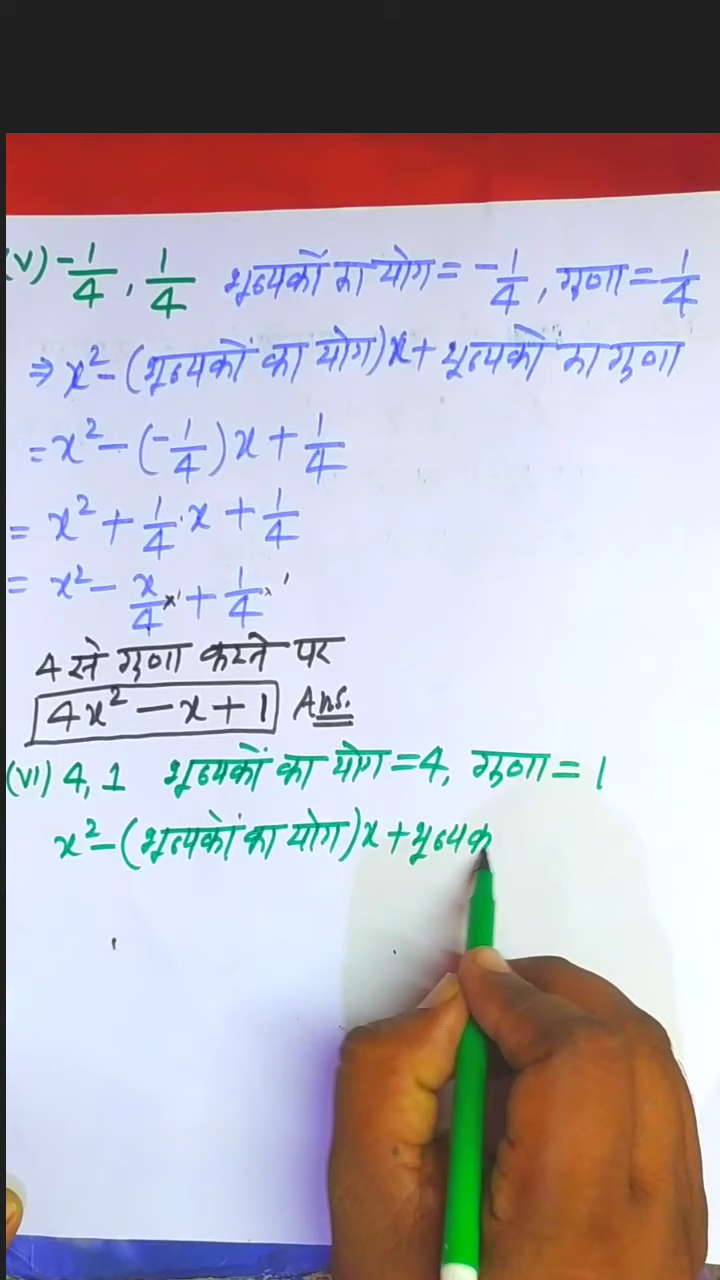 (V) -1/4, 1/4 शून्यकों का योग = -1/4, गुणा = 1/4
⇒ x² - (शून्यकों का योग)x + शून्यकों का गुणा
= x² - (-1/4)x + 1/4
= x² + 1/4·x + 1/4
= x² - x/4 ×¹ + 1/4 ×¹
4 से गुणा करने पर
4x² - x + 1 Ans.
(VI) 4, 1 शून्यकों का योग = 4, गुणा = 1
x² - (शून्यकों का योग)x + शून्यक